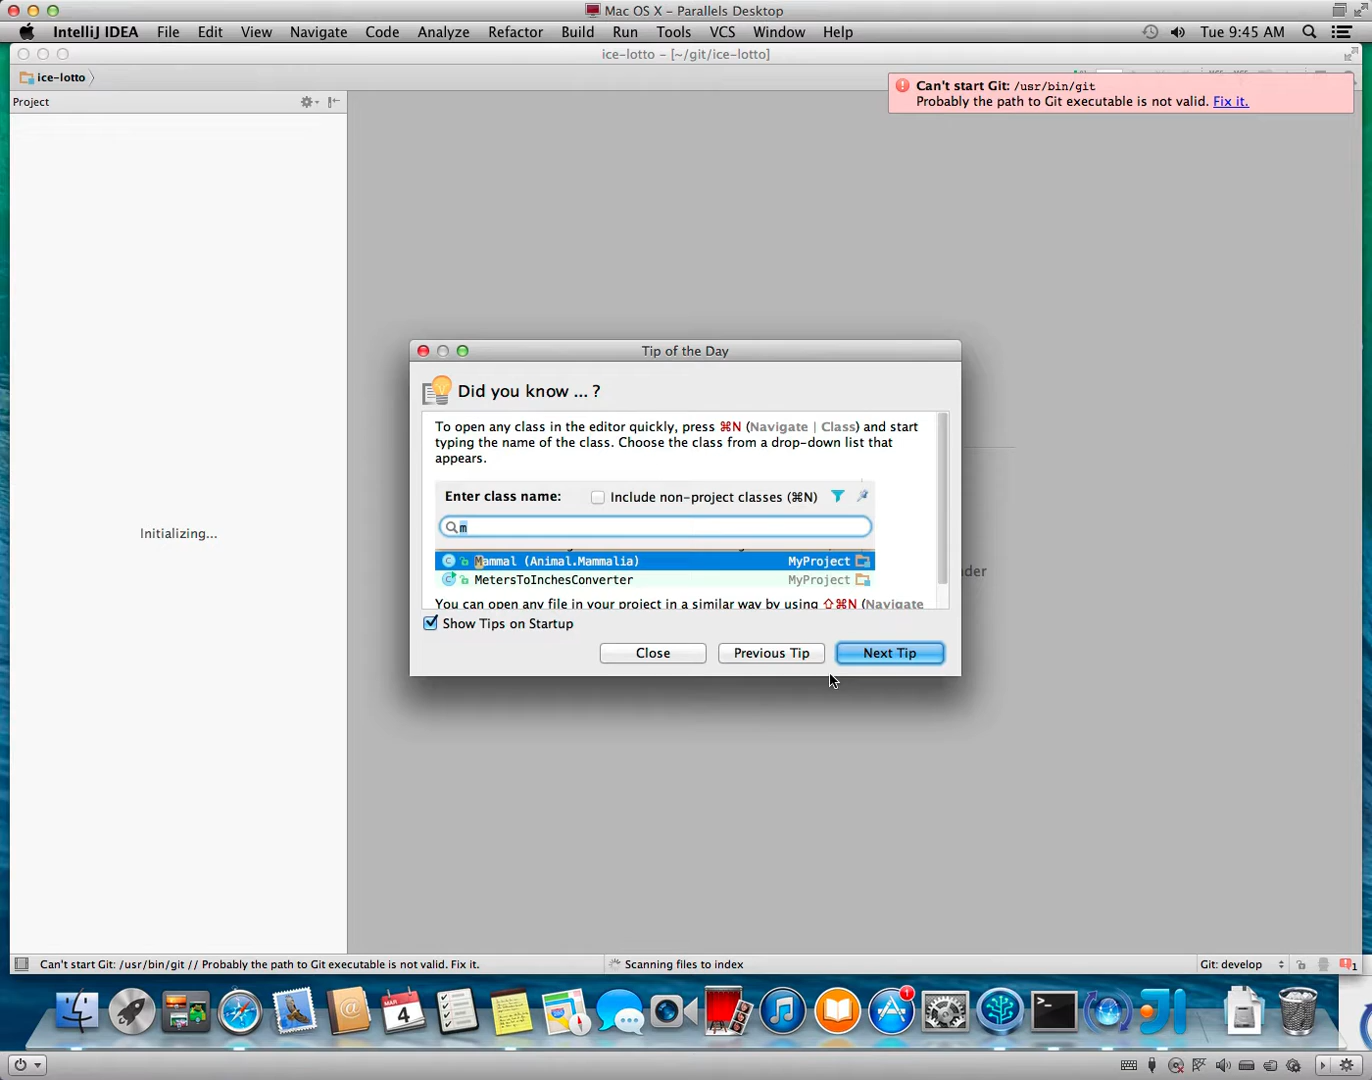 Mac OS X - Parallels Desktop
IntelliJ IDEA File Edit View Navigate Code Analyze Refactor Build Run Tools VCS Window Help Tue 9:45 AM
ice-lotto - [~/git/ice-lotto]
ice-lotto
Project
Can't start Git: /usr/bin/git
Probably the path to Git executable is not valid. Fix it.
Tip of the Day
Did you know ... ?
To open any class in the editor quickly, press ⌘N (Navigate | Class) and start
typing the name of the class. Choose the class from a drop-down list that
appears.
Enter class name: Include non-project classes (⌘N)
m
Mammal (Animal.Mammalia) MyProject
MetersToInchesConverter MyProject
You can open any file in your project in a similar way by using ⇧⌘N (Navigate
Initializing...
der
Show Tips on Startup
Close Previous Tip Next Tip
Can't start Git: /usr/bin/git // Probably the path to Git executable is not valid. Fix it. Scanning files to index Git: develop 1
MAR
4
1